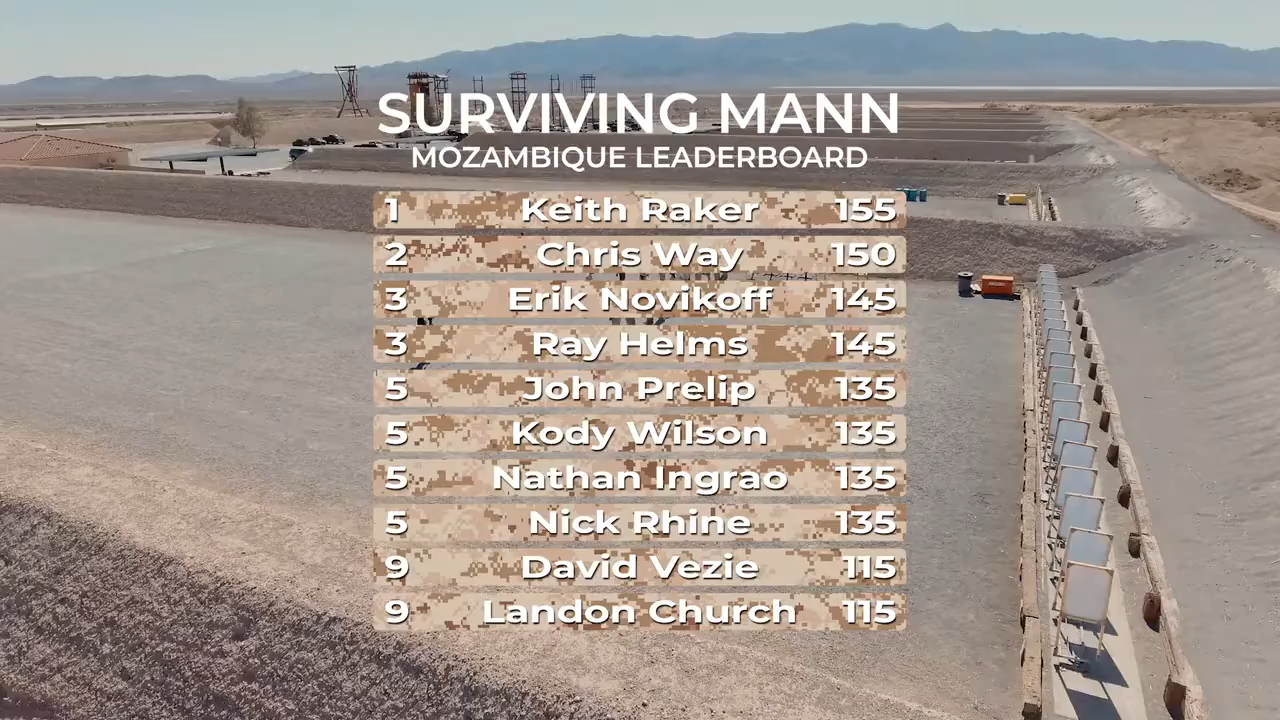 SURVIVING MANN
MOZAMBIQUE LEADERBOARD
1 Keith Raker 155
2 Chris Way 150
3 Erik Novikoff 145
3 Ray Helms 145
5 John Prelip 135
5 Kody Wilson 135
5 Nathan Ingrao 135
5 Nick Rhine 135
9 David Vezie 115
9 Landon Church 115